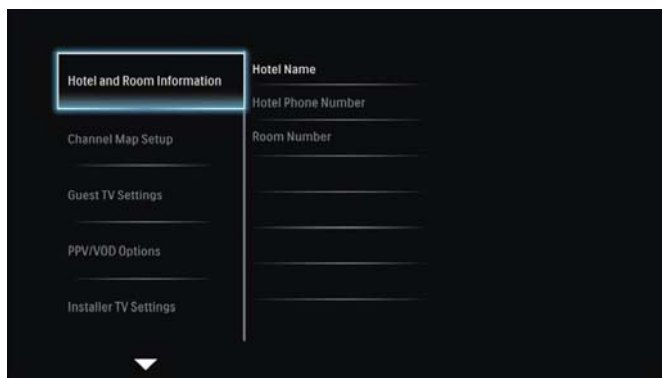 Hotel and Room Information
Channel Map Setup
Guest TV Settings
PPV/VOD Options
Installer TV Settings
Hotel Name
Hotel Phone Number
Room Number